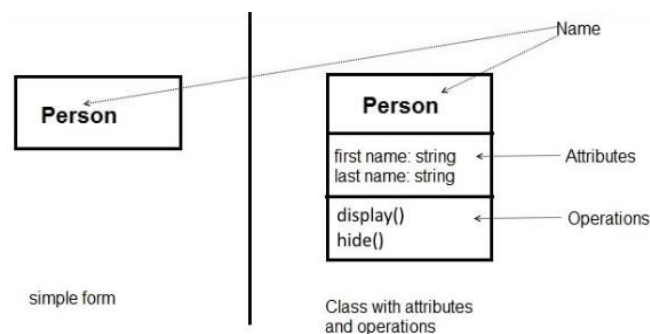 Name
Person
Person
first name: string
last name: string
Attributes
display()
hide()
Operations
simple form
Class with attributes
and operations